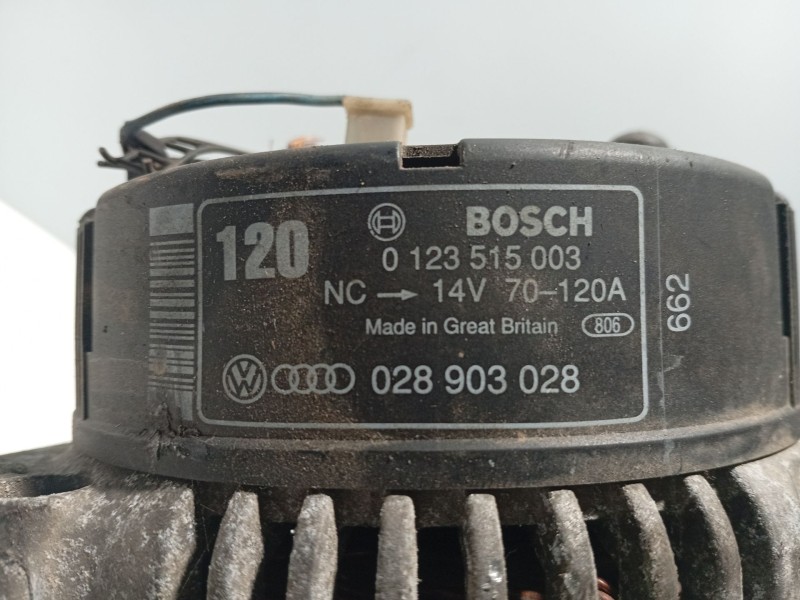 120
BOSCH
0 123 515 003
NC → 14V 70-120A
Made in Great Britain 806
028 903 028
662